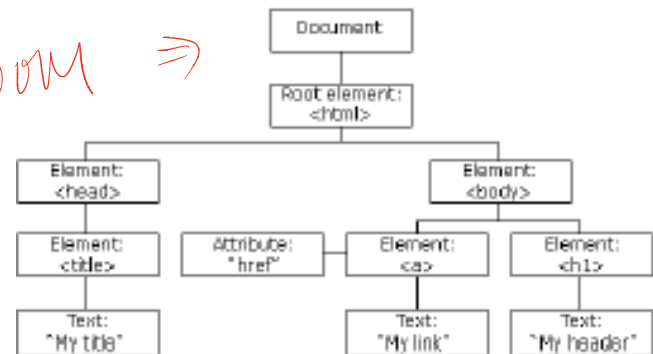 DOM ⇒
Document
Root element:
<html>
Element:
<head>
Element:
<body>
Element:
<title>
Attribute:
"href"
Element:
<a>
Element:
<h1>
Text:
"My title"
Text:
"My link"
Text:
"My header"